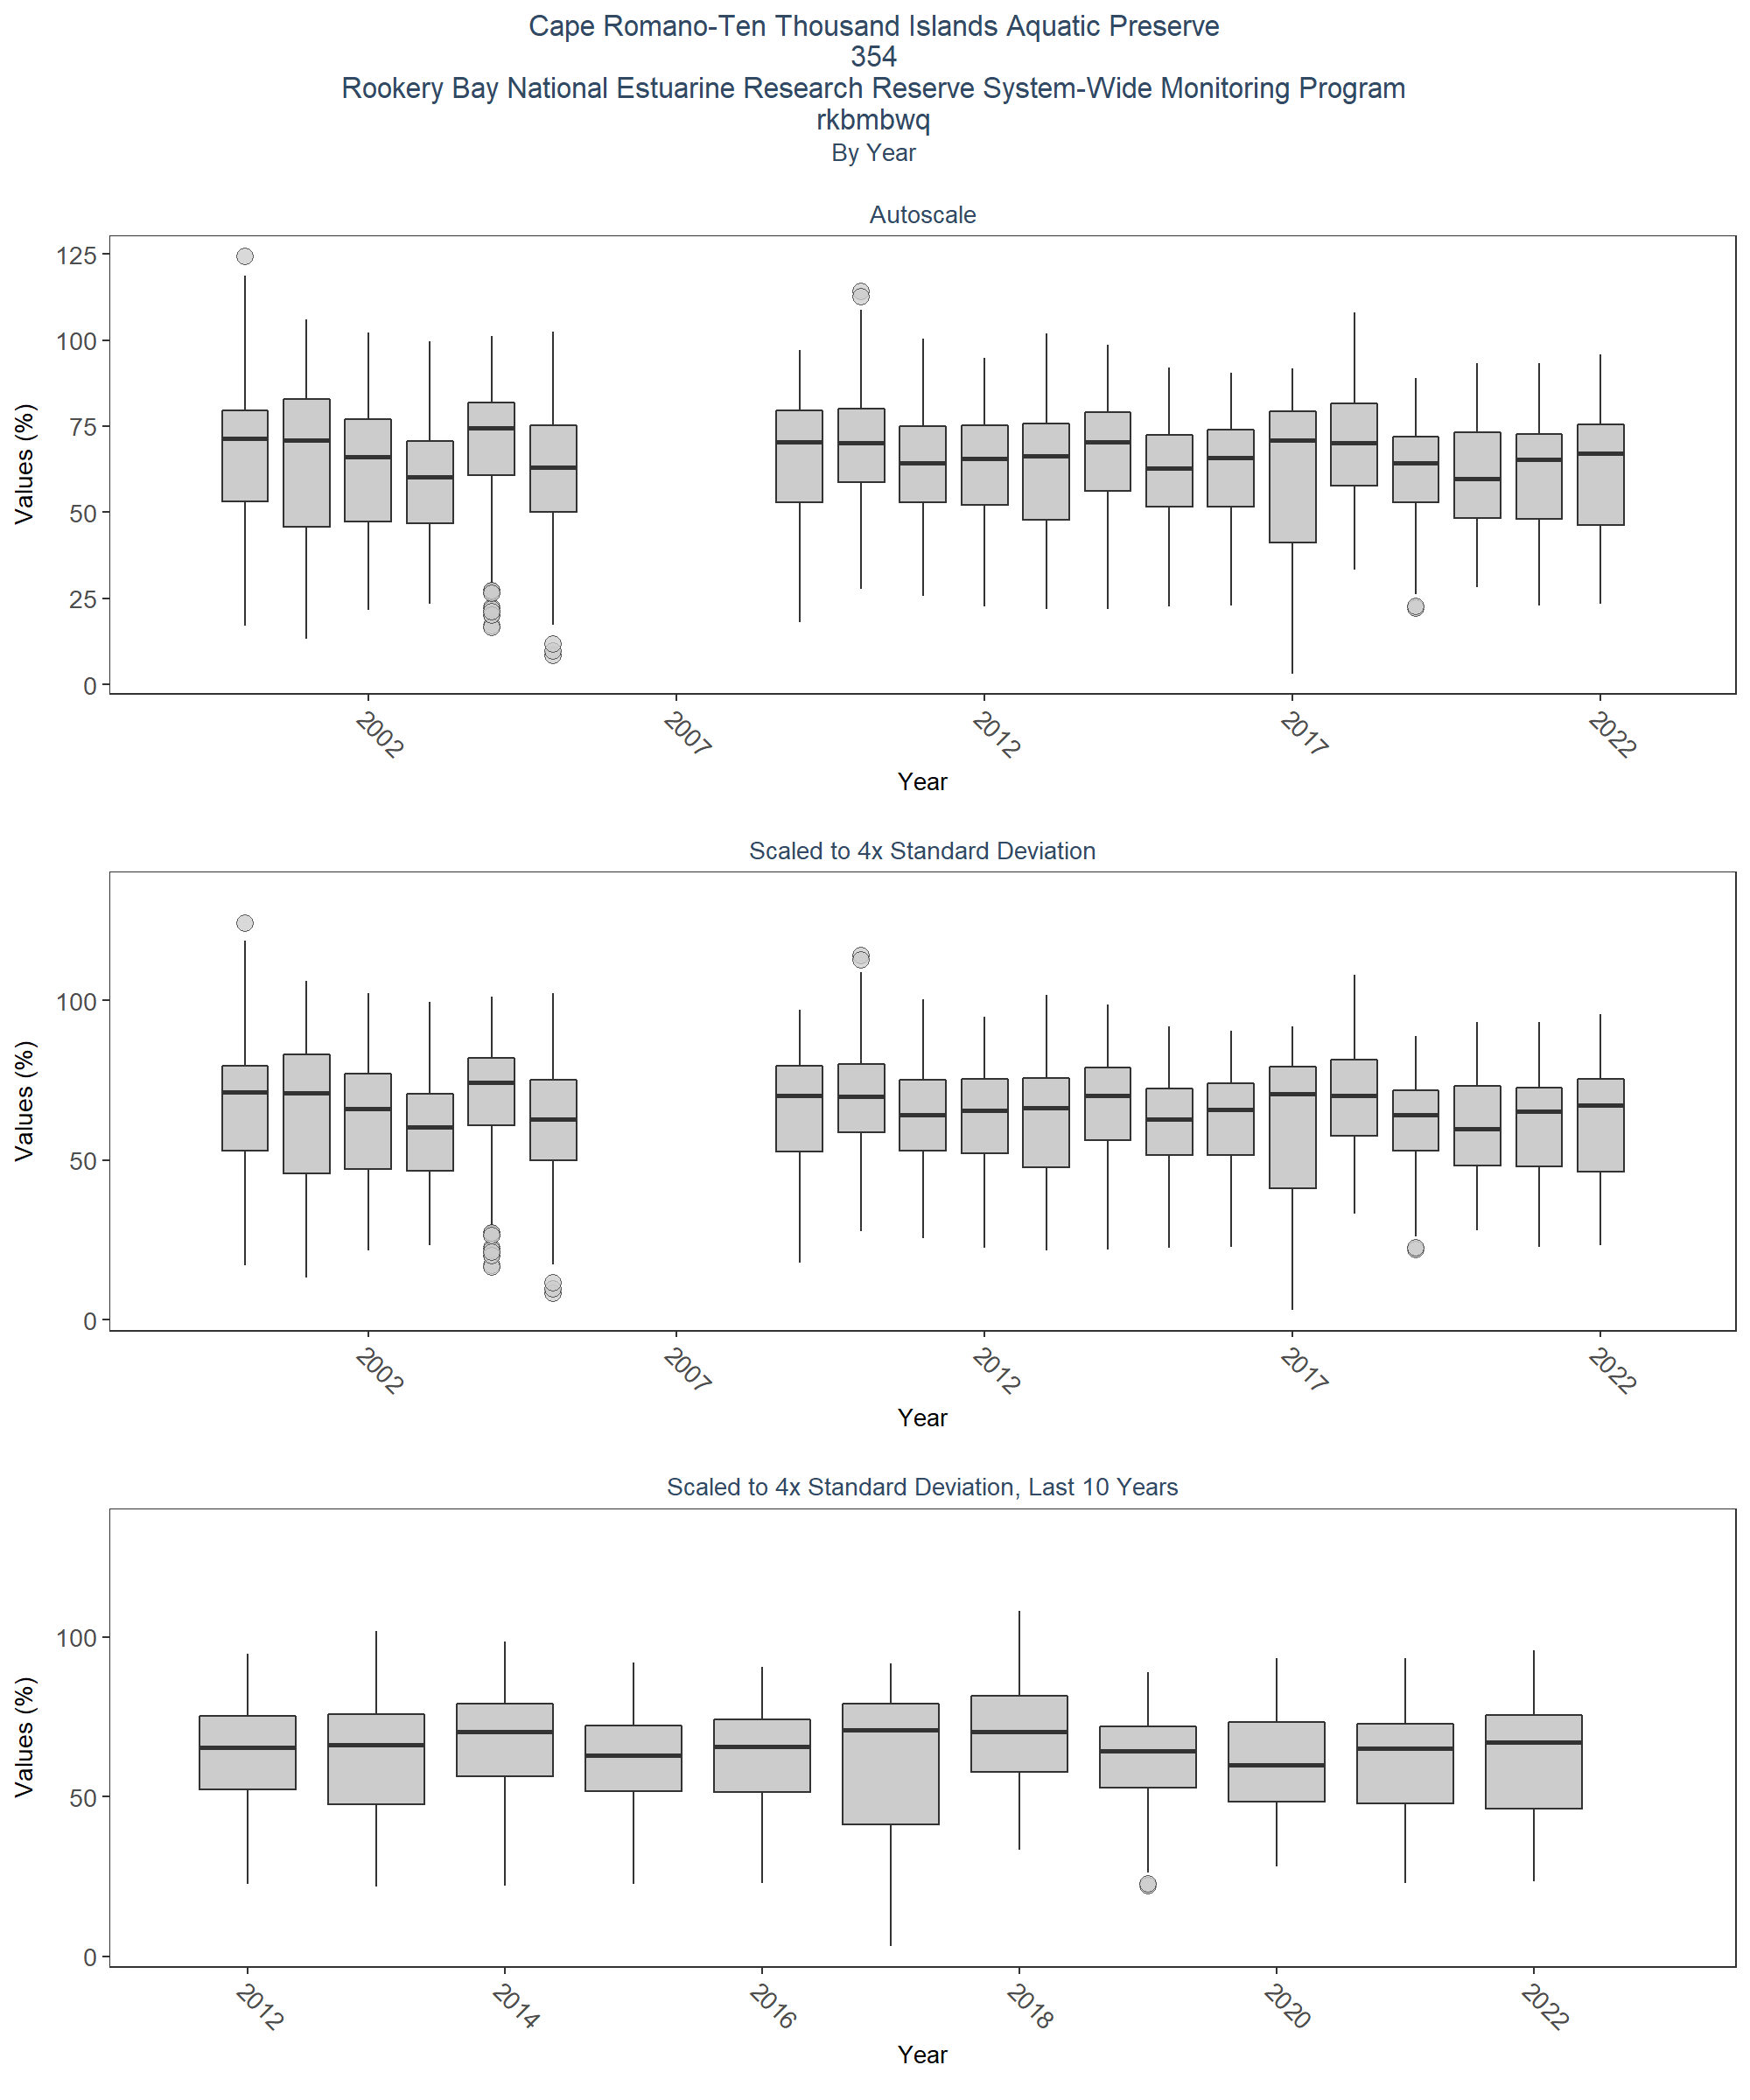 Cape Romano-Ten Thousand Islands Aquatic Preserve
354
Rookery Bay National Estuarine Research Reserve System-Wide Monitoring Program
rkbmbwq
By Year
Autoscale
Values (%)
125
100
75
50
25
0
2002
2007
2012
2017
2022
Year
Scaled to 4x Standard Deviation
Values (%)
100
50
0
2002
2007
2012
2017
2022
Year
Scaled to 4x Standard Deviation, Last 10 Years
Values (%)
100
50
0
2012
2014
2016
2018
2020
2022
Year